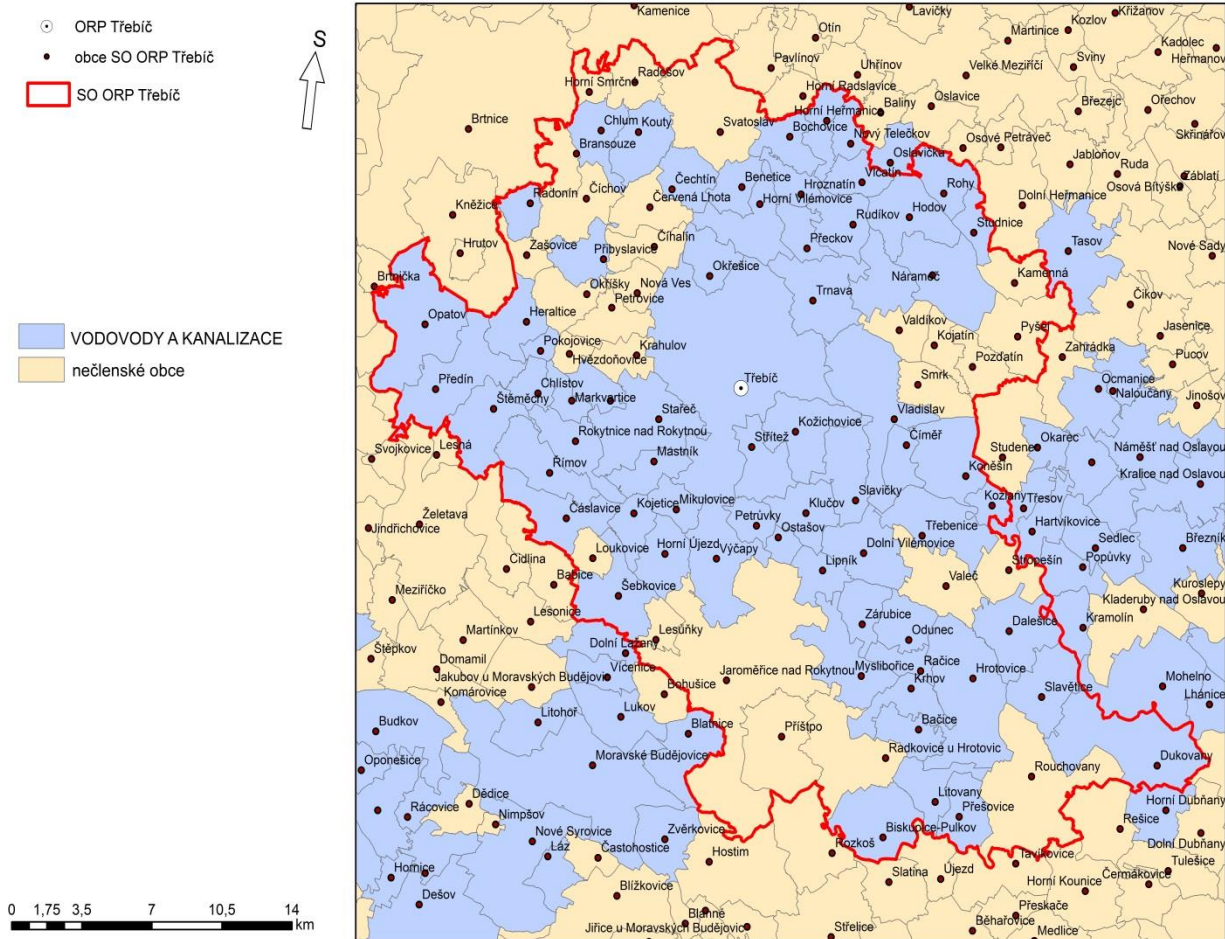 ORP Třebíč
obce SO ORP Třebíč
SO ORP Třebíč
S
VODOVODY A KANALIZACE
nečlenské obce
0 1,75 3,5 7 10,5 14
km
Kamenice
Lavičky
Křižanov
Otín
Martinice
Kozlov
Kadolec
Pavlínov
Uhřínov
Velké Meziříčí
Sviny
Heřmanov
Horní Smrčné
Radošov
Horní Radslavice
Oslavice
Březejc
Ořechov
Horní Heřmanice
Baliny
Skřinářov
Brtnice
Chlum
Kouty
Svatoslav
Bochovice
Nový Telečkov
Osové
Petráveč
Bransouze
Oslavička
Jabloňov
Ruda
Záblatí
Osová Bítýška
Radonín
Číchov
Čechtín
Benetice
Hroznatín
Vlčatín
Rohy
Dolní Heřmanice
Kněžice
Červená Lhota
Horní Vilémovice
Rudíkov
Hodov
Studnice
Hrutov
Zašovice
Přibyslavice
Číhalín
Přeckov
Tasov
Nové Sady
Brtnička
Okřešice
Nárameč
Kamenná
Okříšky
Nová Ves
Petrovice
Trnava
Čikov
Opatov
Heraltice
Valdíkov
Kojatín
Pyšel
Jasenice
Pokojovice
Hvězdoňovice
Krahulov
Pozďatín
Zahrádka
Pucov
Předín
Chlístov
Třebíč
Smrk
Ocmanice
Naloučany
Jinošov
Štěměchy
Markvartice
Stařeč
Vladislav
Rokytnice nad Rokytnou
Střítež
Kožichovice
Číměř
Studenec
Okarec
Náměšť nad Oslavou
Svojkovice
Lesná
Římov
Mastník
Koněšín
Kralice nad Oslavou
Želetava
Jindřichovice
Čáslavice
Kojetice
Mikulovice
Petrůvky
Klučov
Slavičky
Kozlany
Třesov
Ostašov
Třebenice
Hartvíkovice
Cidlina
Loukovice
Horní Újezd
Výčapy
Lipník
Dolní Vilémovice
Sedlec
Březník
Babice
Šebkovice
Valeč
Stropešín
Popůvky
Meziříčko
Kuroslepy
Kladeruby nad Oslavou
Lesonice
Zárubice
Dalešice
Kramolín
Martínkov
Dolní Lažany
Lesůňky
Odunec
Štěpkov
Domamil
Vícenice
Jaroměřice nad Rokytnou
Myslibořice
Račice
Hrotovice
Mohelno
Jakubov u Moravských Budějovic
Bohušice
Krhov
Slavětice
Lhánice
Komárovice
Budkov
Litohoř
Lukov
Blatnice
Příštpo
Bačice
Moravské Budějovice
Radkovice u Hrotovic
Dukovany
Oponešice
Rouchovany
Dědice
Litovany
Horní Dubňany
Rácovice
Nimpšov
Přešovice
Řešice
Nové Syrovice
Zvěrkovice
Biskupice-Pulkov
Dolní Dubňany
Láz
Častohostice
Hostim
Rozkoš
Tavíkovice
Tulešice
Hornice
Slatina
Újezd
Čermákovice
Dešov
Blížkovice
Horní Kounice
Blanné
Přeskače
Jiřice u Moravských Budějovic
Střelice
Běhařovice
Medlice